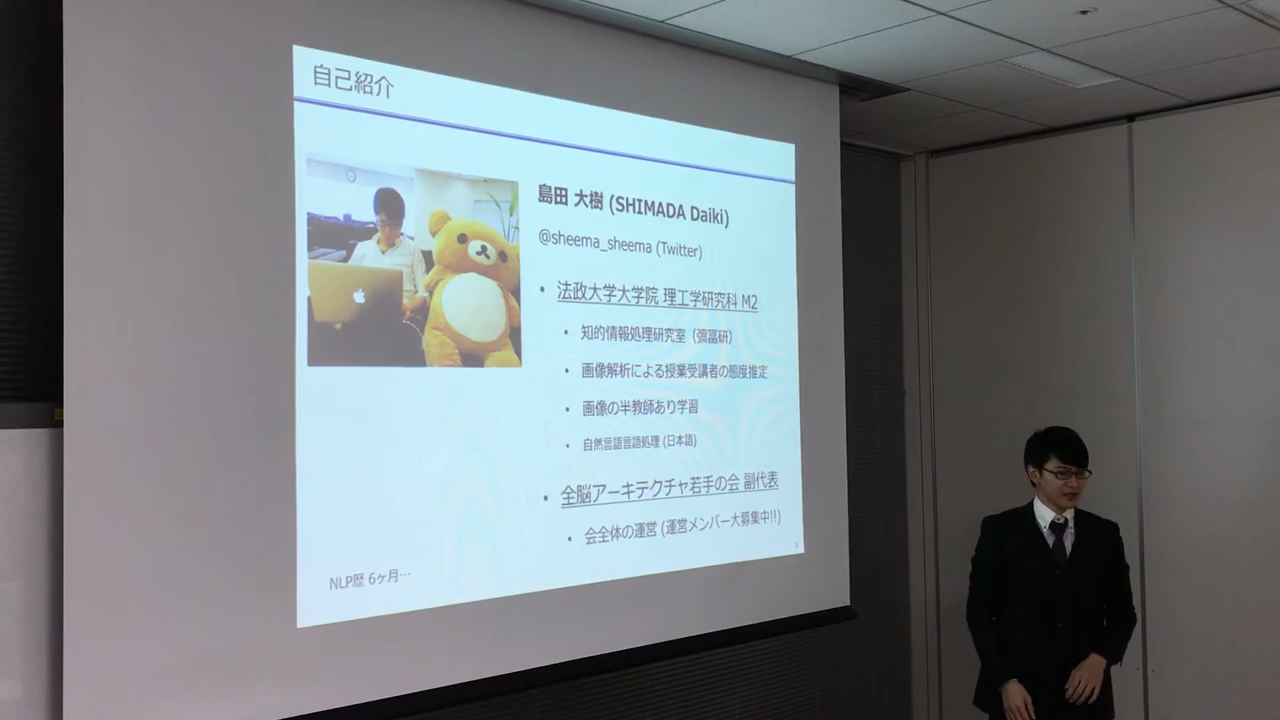 自己紹介
島田 大樹 (SHIMADA Daiki)
@sheema_sheema (Twitter)
• 法政大学大学院 理工学研究科 M2
• 知的情報処理研究室（彌冨研）
• 画像解析による授業受講者の態度推定
• 画像の半教師あり学習
• 自然言語言語処理 (日本語)
• 全脳アーキテクチャ若手の会 副代表
• 会全体の運営 (運営メンバー大募集中!!)
NLP歴 6ヶ月…